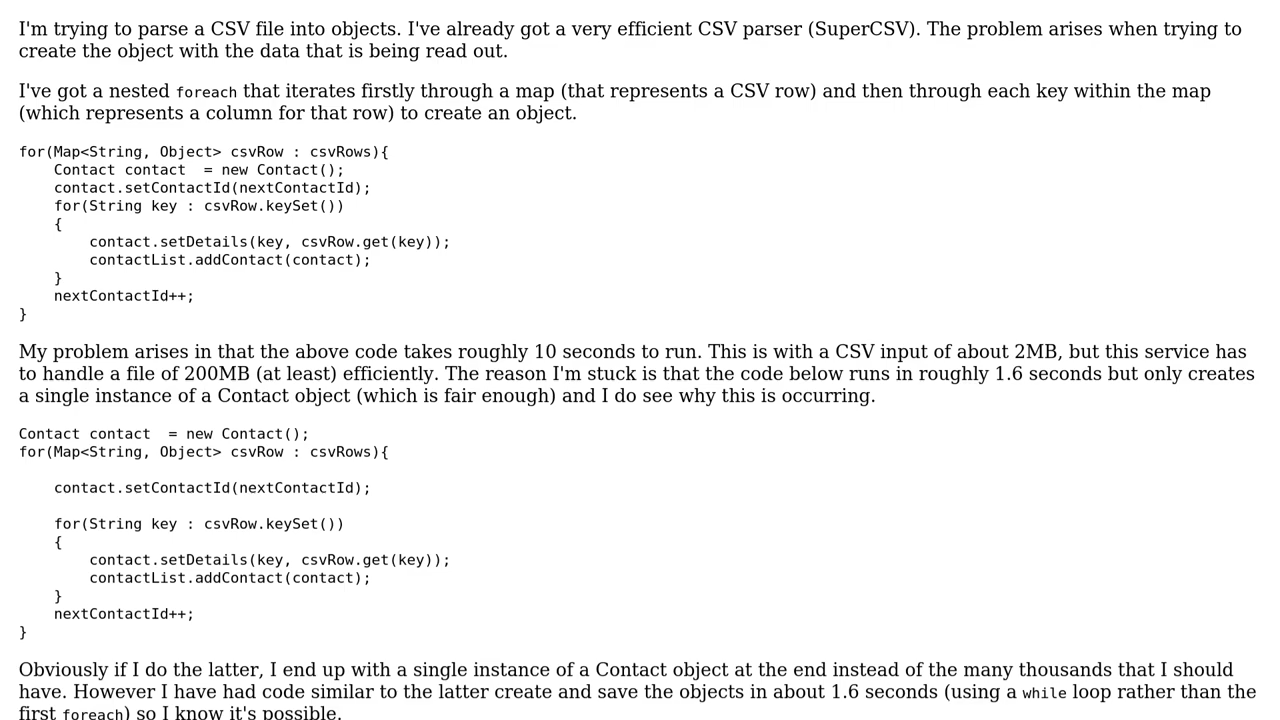 I'm trying to parse a CSV file into objects. I've already got a very efficient CSV parser (SuperCSV). The problem arises when trying to
create the object with the data that is being read out.
I've got a nested foreach that iterates firstly through a map (that represents a CSV row) and then through each key within the map
(which represents a column for that row) to create an object.
for(Map<String, Object> csvRow : csvRows){
    Contact contact  = new Contact();
    contact.setContactId(nextContactId);
    for(String key : csvRow.keySet())
    {
        contact.setDetails(key, csvRow.get(key));
        contactList.addContact(contact);
    }
    nextContactId++;
}
My problem arises in that the above code takes roughly 10 seconds to run. This is with a CSV input of about 2MB, but this service has
to handle a file of 200MB (at least) efficiently. The reason I'm stuck is that the code below runs in roughly 1.6 seconds but only creates
a single instance of a Contact object (which is fair enough) and I do see why this is occurring.
Contact contact  = new Contact();
for(Map<String, Object> csvRow : csvRows){
    contact.setContactId(nextContactId);
    for(String key : csvRow.keySet())
    {
        contact.setDetails(key, csvRow.get(key));
        contactList.addContact(contact);
    }
    nextContactId++;
}
Obviously if I do the latter, I end up with a single instance of a Contact object at the end instead of the many thousands that I should
have. However I have had code similar to the latter create and save the objects in about 1.6 seconds (using a while loop rather than the
first foreach) so I know it's possible.